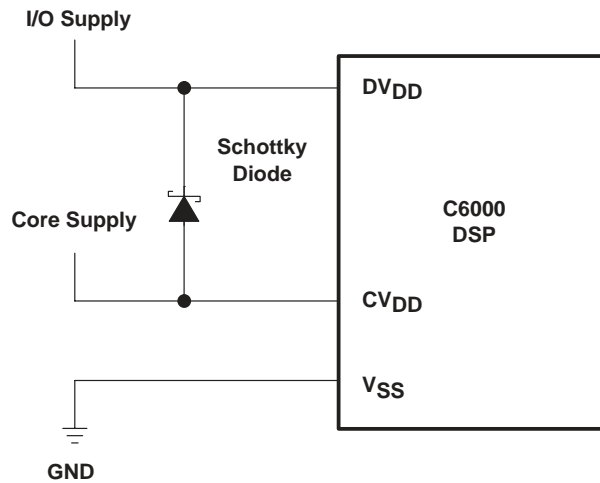 I/O Supply
DVDD
Schottky
Diode
C6000
DSP
Core Supply
CVDD
VSS
GND